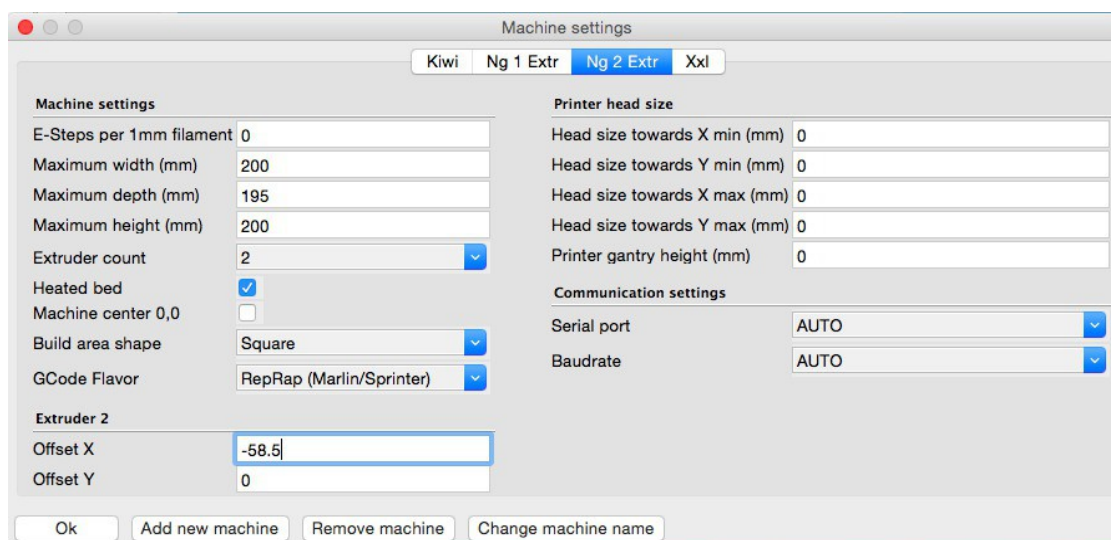 Machine settings
Kiwi Ng 1 Extr Ng 2 Extr Xxl
Machine settings
E-Steps per 1mm filament 0
Maximum width (mm) 200
Maximum depth (mm) 195
Maximum height (mm) 200
Extruder count 2
Heated bed
Machine center 0,0
Build area shape Square
GCode Flavor RepRap (Marlin/Sprinter)
Extruder 2
Offset X -58.5
Offset Y 0
Printer head size
Head size towards X min (mm) 0
Head size towards Y min (mm) 0
Head size towards X max (mm) 0
Head size towards Y max (mm) 0
Printer gantry height (mm) 0
Communication settings
Serial port AUTO
Baudrate AUTO
Ok Add new machine Remove machine Change machine name